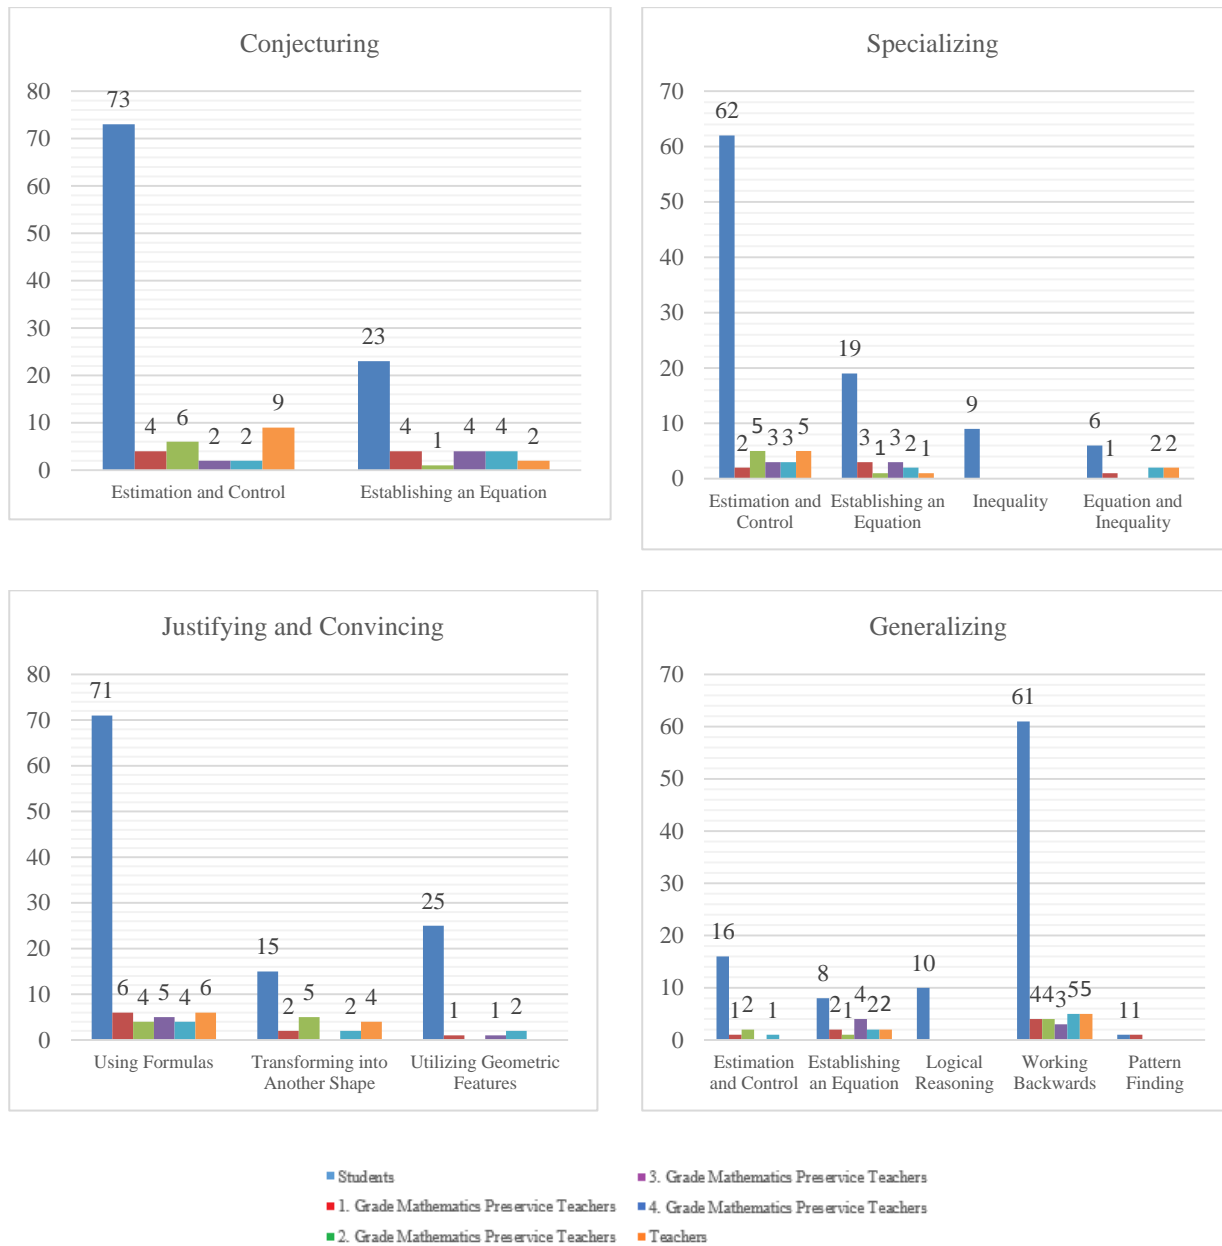 Conjecturing
80
70
60
50
40
30
20
10
0
73
4
6
2
2
9
23
4
1
4
4
2
Estimation and Control
Establishing an Equation
Specializing
70
60
50
40
30
20
10
0
62
2
5
3
3
5
19
3
1
3
2
1
9
6
1
2
2
Estimation and
Control
Establishing an
Equation
Inequality
Equation and
Inequality
Justifying and Convincing
80
70
60
50
40
30
20
10
0
71
6
4
5
4
6
15
2
5
2
4
25
1
1
2
Using Formulas
Transforming into
Another Shape
Utilizing Geometric
Features
Generalizing
70
60
50
40
30
20
10
0
16
1
2
1
8
2
1
4
2
2
10
61
4
4
3
5
5
1
1
Estimation
and Control
Establishing
an Equation
Logical
Reasoning
Working
Backwards
Pattern
Finding
Students
1. Grade Mathematics Preservice Teachers
2. Grade Mathematics Preservice Teachers
3. Grade Mathematics Preservice Teachers
4. Grade Mathematics Preservice Teachers
Teachers